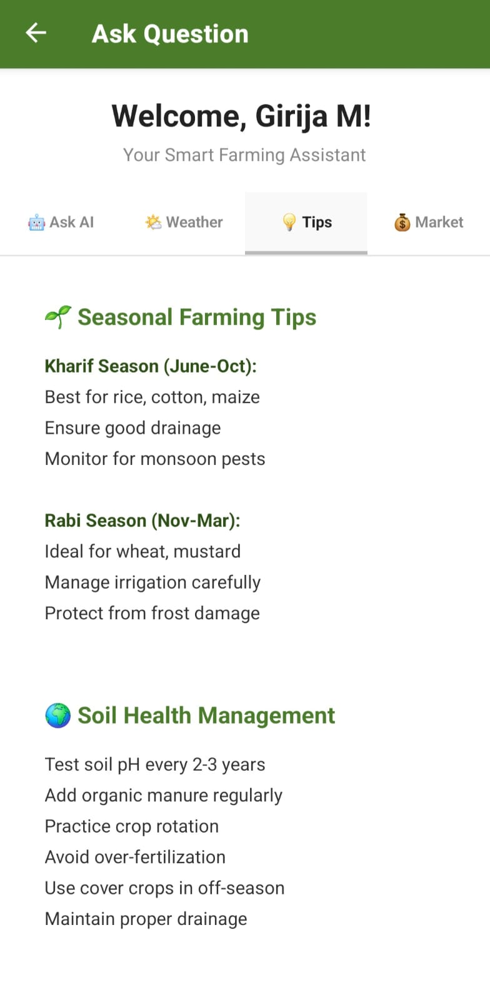 Ask Question
Welcome, Girija M!
Your Smart Farming Assistant
Ask AI
Weather
Tips
Market
Seasonal Farming Tips
Kharif Season (June-Oct):
Best for rice, cotton, maize
Ensure good drainage
Monitor for monsoon pests
Rabi Season (Nov-Mar):
Ideal for wheat, mustard
Manage irrigation carefully
Protect from frost damage
Soil Health Management
Test soil pH every 2-3 years
Add organic manure regularly
Practice crop rotation
Avoid over-fertilization
Use cover crops in off-season
Maintain proper drainage